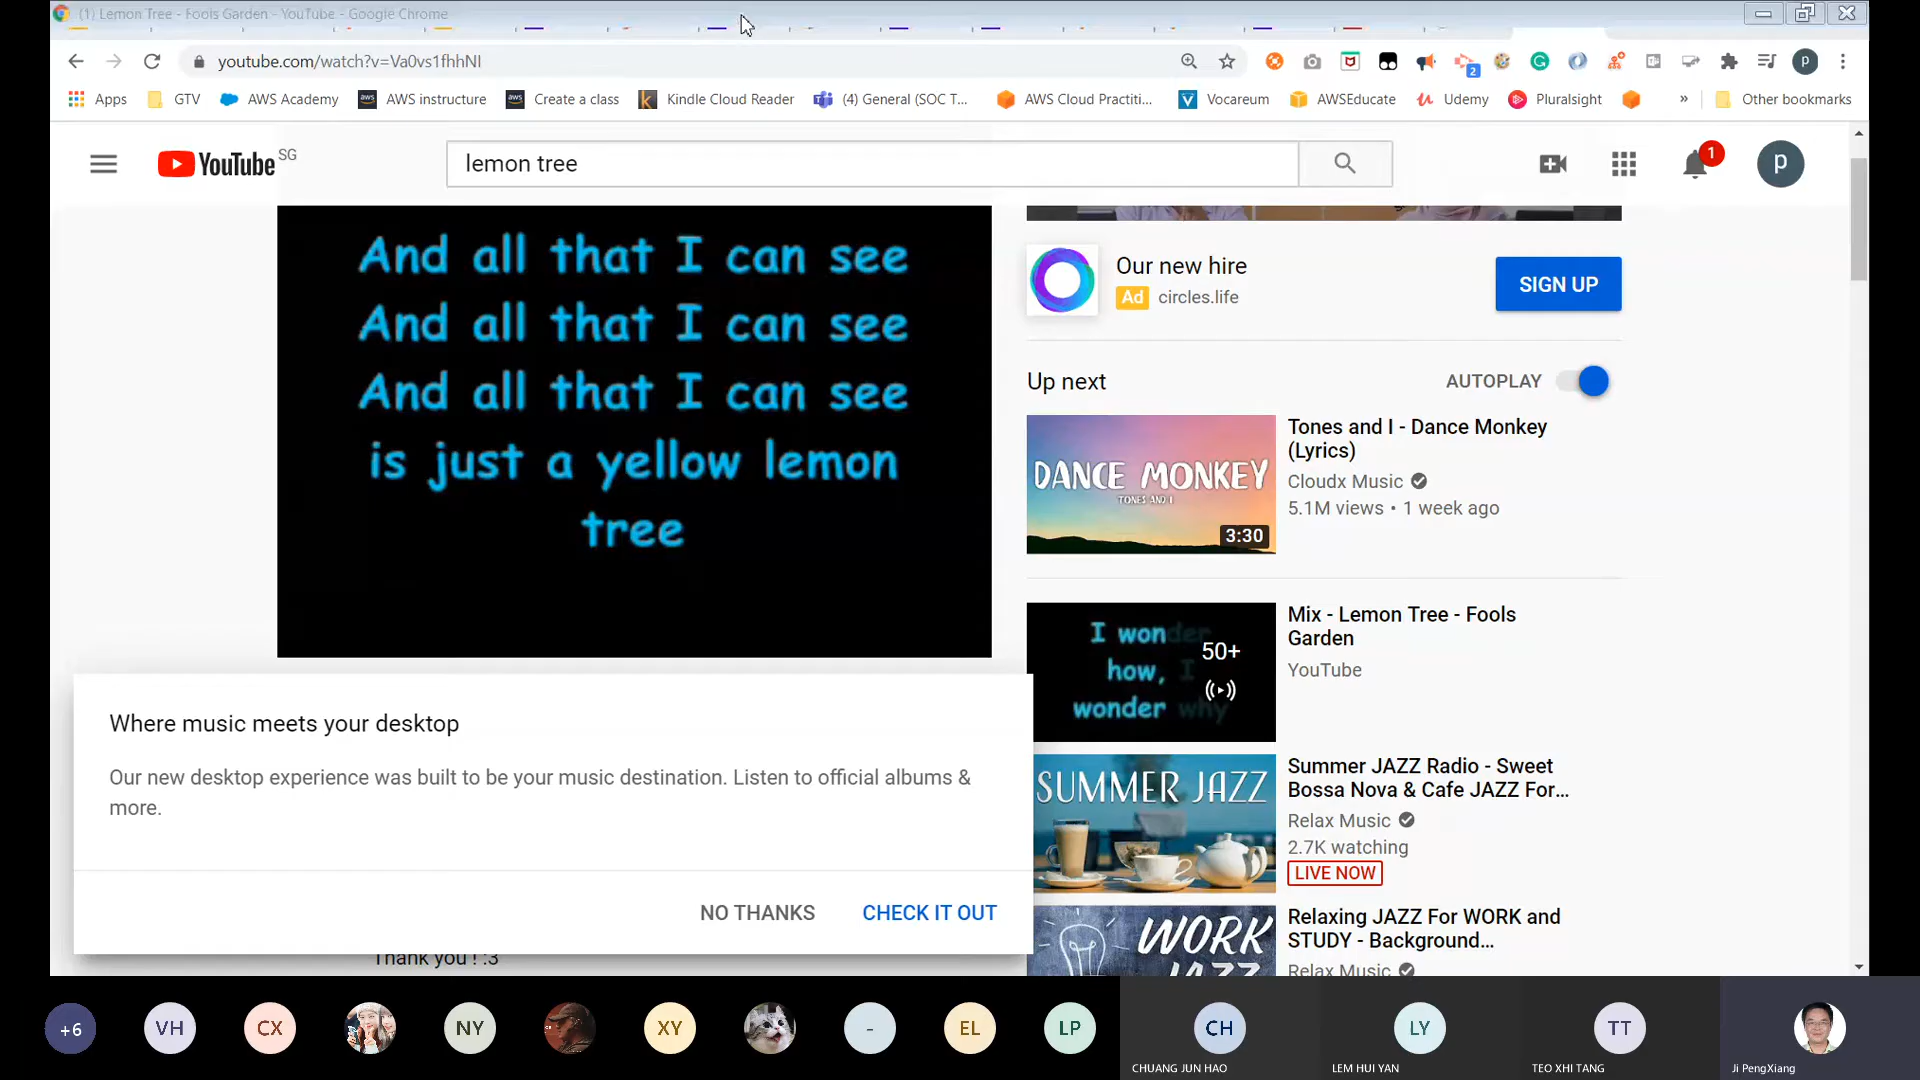 (1) Lemon Tree - Fools Garden - YouTube - Google Chrome
youtube.com/watch?v=Va0vs1fhhNI
2
p
Apps
GTV
AWS Academy
AWS instructure
Create a class
Kindle Cloud Reader
(4) General (SOC T...
AWS Cloud Practiti...
Vocareum
AWSEducate
Udemy
Pluralsight
»
Other bookmarks
YouTube SG
lemon tree
1
p
And all that I can see
And all that I can see
And all that I can see
is just a yellow lemon
tree
Our new hire
Ad circles.life
SIGN UP
Up next
AUTOPLAY
DANCE MONKEY
TONES AND I
3:30
Tones and I - Dance Monkey
(Lyrics)
Cloudx Music
5.1M views • 1 week ago
I wonder
how, I
wonder why
50+
Mix - Lemon Tree - Fools
Garden
YouTube
SUMMER JAZZ
Summer JAZZ Radio - Sweet
Bossa Nova & Cafe JAZZ For...
Relax Music
2.7K watching
LIVE NOW
WORK
JAZZ
Relaxing JAZZ For WORK and
STUDY - Background...
Relax Music
Where music meets your desktop
Our new desktop experience was built to be your music destination. Listen to official albums &
more.
NO THANKS
CHECK IT OUT
Thank you ! :3
+6
VH
CX
NY
XY
-
EL
LP
CH
CHUANG JUN HAO
LY
LEM HUI YAN
TT
TEO XHI TANG
Ji PengXiang